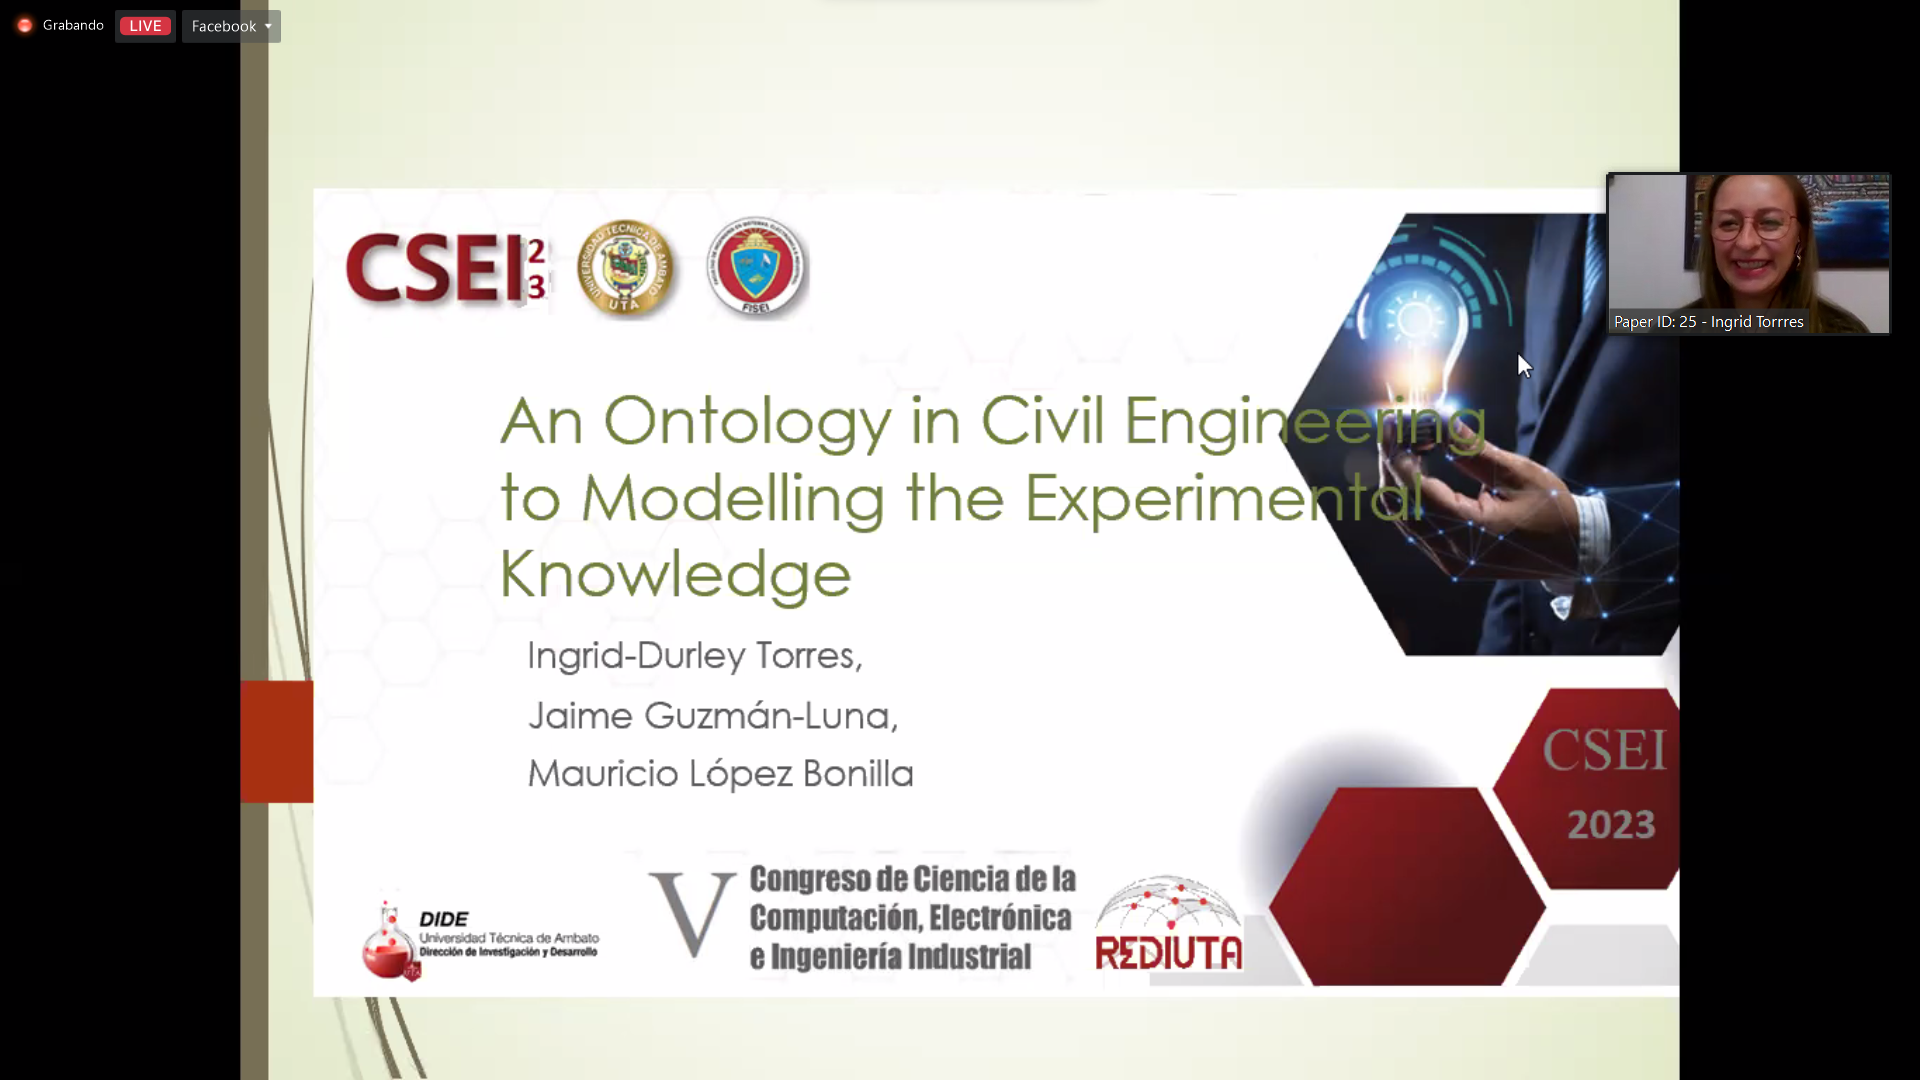 Grabando
LIVE
Facebook
CSEI
2
3
UNIVERSIDAD TECNICA DE AMBATO
UTA
FISEI
Paper ID: 25 - Ingrid Torrres
An Ontology in Civil Engineering
to Modelling the Experimental
Knowledge
Ingrid-Durley Torres,
Jaime Guzmán-Luna,
Mauricio López Bonilla
CSEI
2023
DIDE
Universidad Técnica de Ambato
Dirección de Investigación y Desarrollo
V
Congreso de Ciencia de la
Computación, Electrónica
e Ingeniería Industrial
REDIUTA